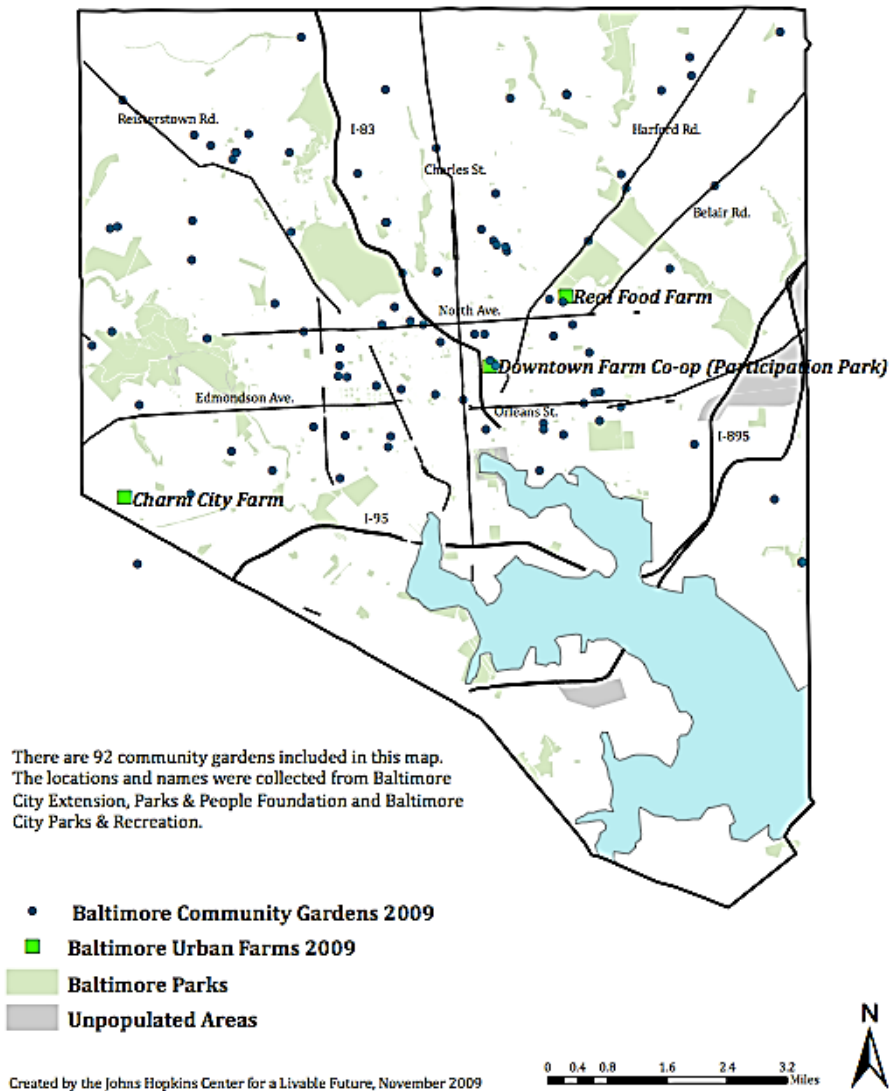 Reisterstown Rd.
I-83
Harford Rd.
Charles St.
Belair Rd.
Real Food Farm
North Ave.
Downtown Farm Co-op (Participation Park)
Edmondson Ave.
Orleans St.
I-895
Charm City Farm
I-95
There are 92 community gardens included in this map.
The locations and names were collected from Baltimore
City Extension, Parks & People Foundation and Baltimore
City Parks & Recreation.
Baltimore Community Gardens 2009
Baltimore Urban Farms 2009
Baltimore Parks
Unpopulated Areas
N
0 0.4 0.8 1.6 2.4 3.2
Miles
Created by the Johns Hopkins Center for a Livable Future, November 2009